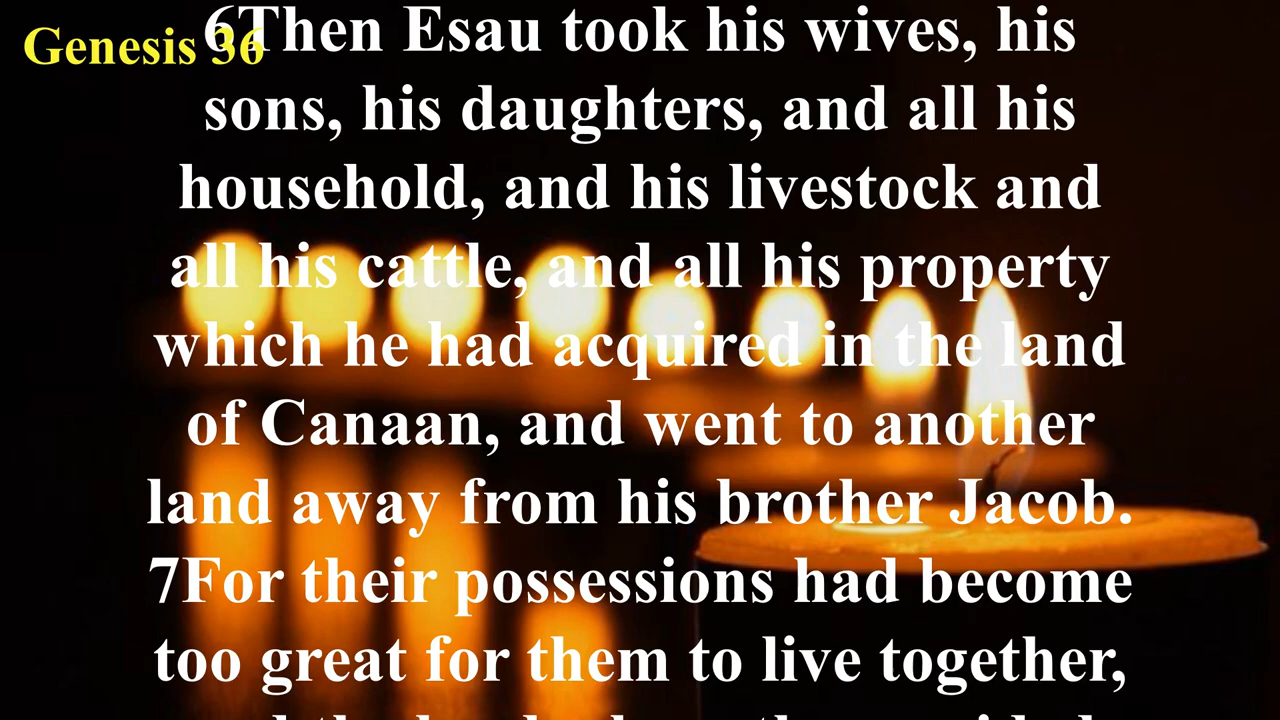 Genesis 36
6Then Esau took his wives, his
sons, his daughters, and all his
household, and his livestock and
all his cattle, and all his property
which he had acquired in the land
of Canaan, and went to another
land away from his brother Jacob.
7For their possessions had become
too great for them to live together,